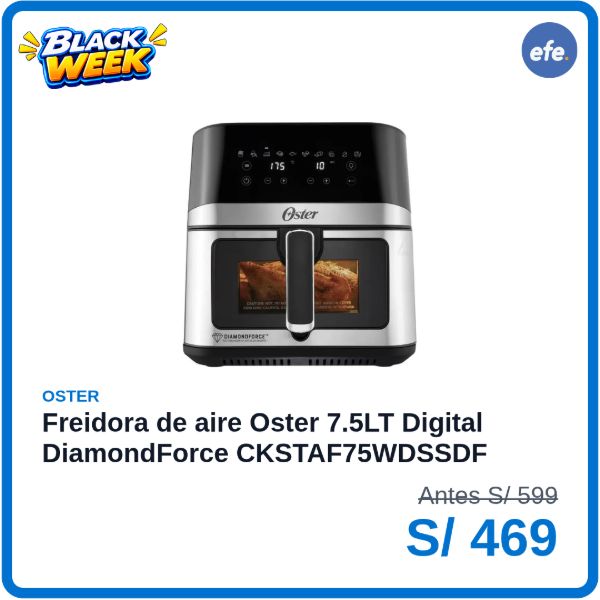 BLACK
WEEK
efe.
175
10
Oster
DIAMONDFORCE™
OSTER
Freidora de aire Oster 7.5LT Digital
DiamondForce CKSTAF75WDSSDF
Antes S/ 599
S/ 469